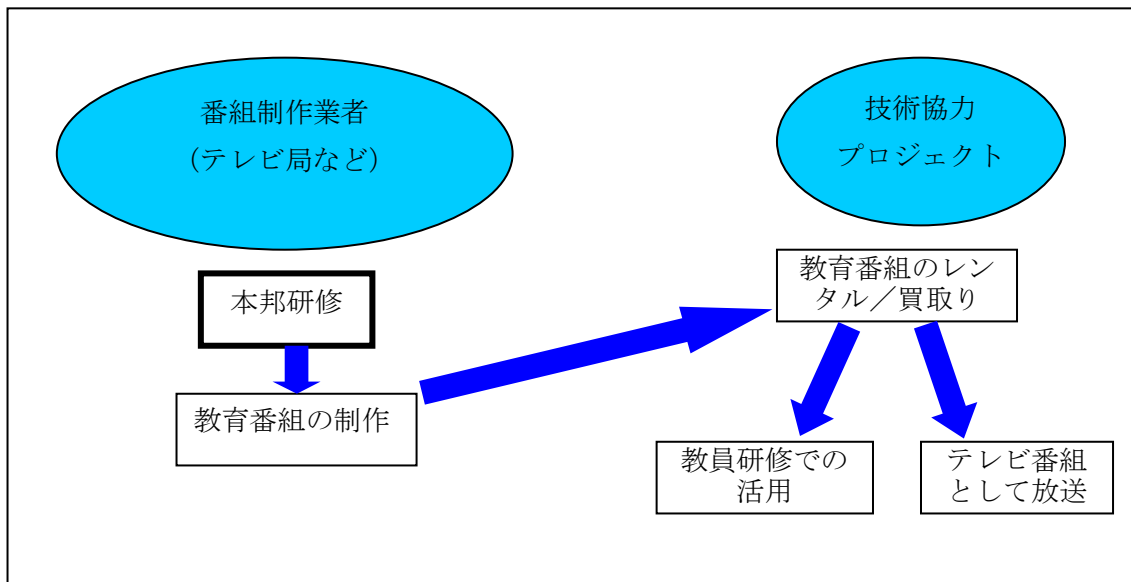 番組制作業者
（テレビ局など）
技術協力
プロジェクト
本邦研修
教育番組の制作
教育番組のレン
タル／買取り
教員研修での
活用
テレビ番組
として放送